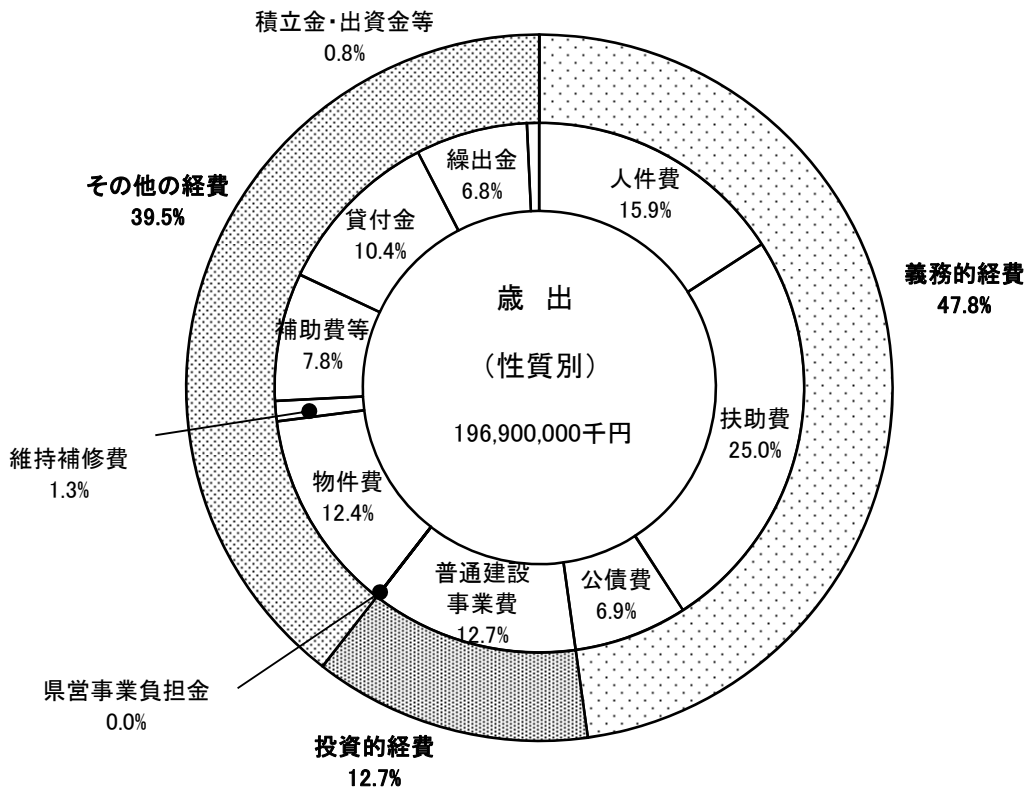 積立金・出資金等
0.8%
繰出金
6.8%
人件費
15.9%
その他の経費
39.5%
貸付金
10.4%
義務的経費
47.8%
歳 出
（性質別）
196,900,000千円
補助費等
7.8%
扶助費
25.0%
維持補修費
1.3%
物件費
12.4%
普通建設
事業費
12.7%
公債費
6.9%
県営事業負担金
0.0%
投資的経費
12.7%